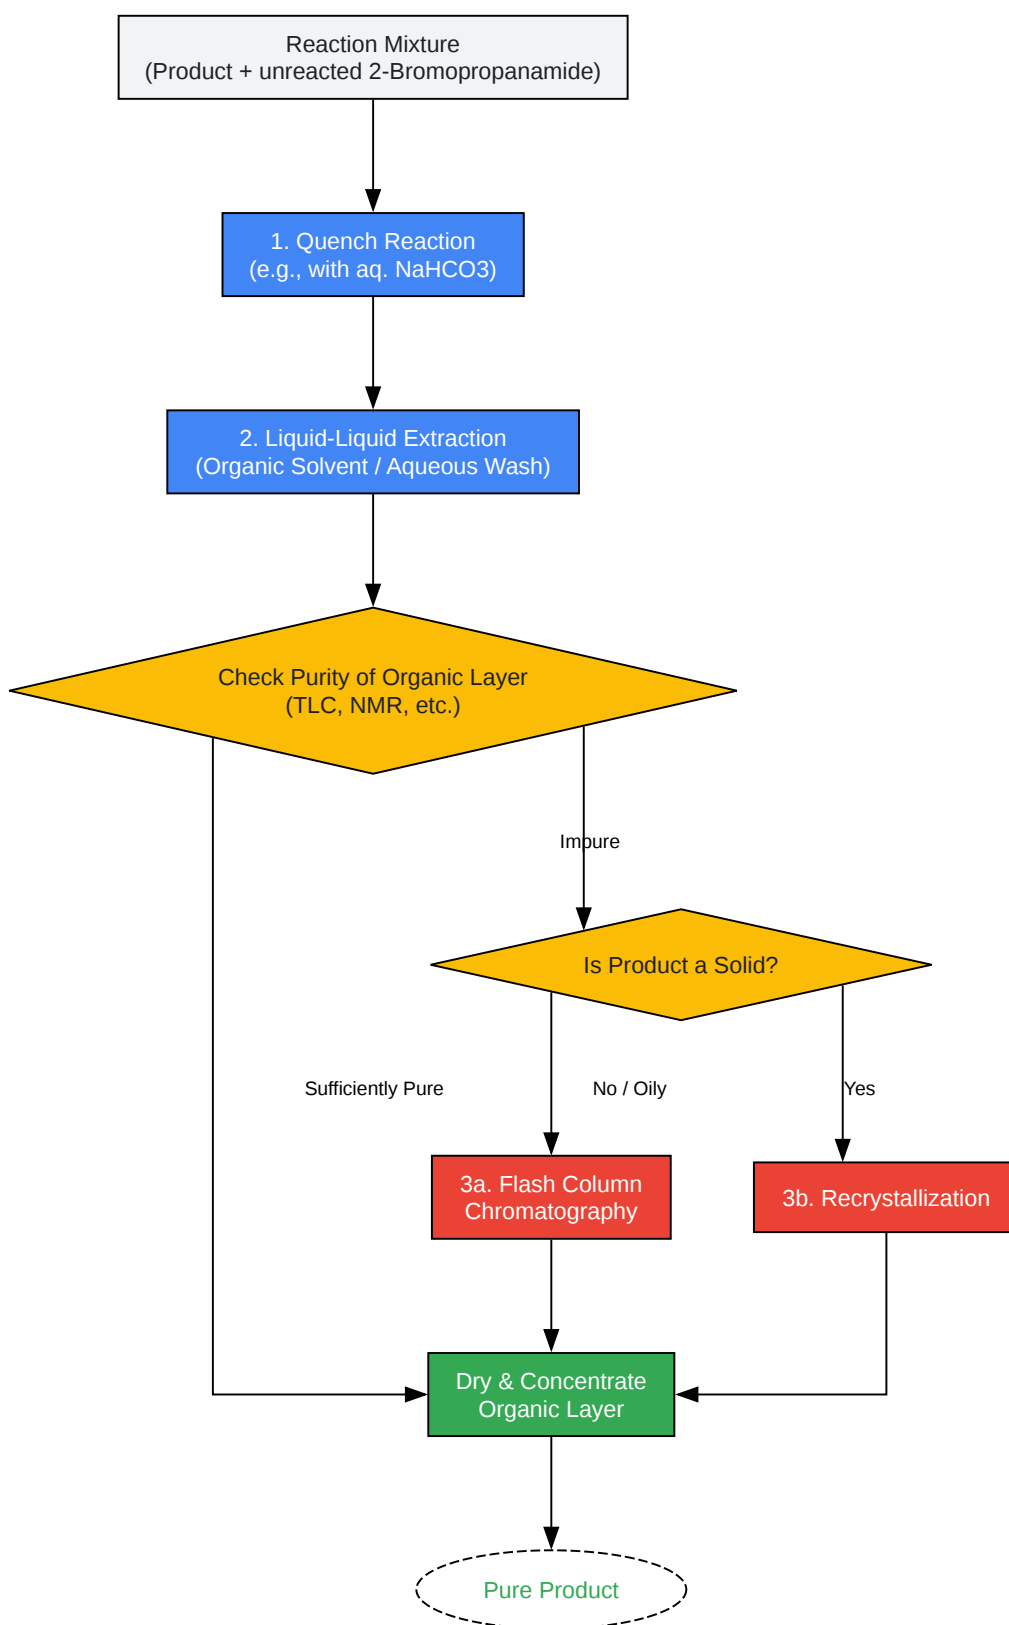 Reaction Mixture
(Product + unreacted 2-Bromopropanamide)
1. Quench Reaction
(e.g., with aq. NaHCO3)
2. Liquid-Liquid Extraction
(Organic Solvent / Aqueous Wash)
Check Purity of Organic Layer
(TLC, NMR, etc.)
Impure
Is Product a Solid?
Sufficiently Pure
No / Oily
Yes
3a. Flash Column
Chromatography
3b. Recrystallization
Dry & Concentrate
Organic Layer
Pure Product